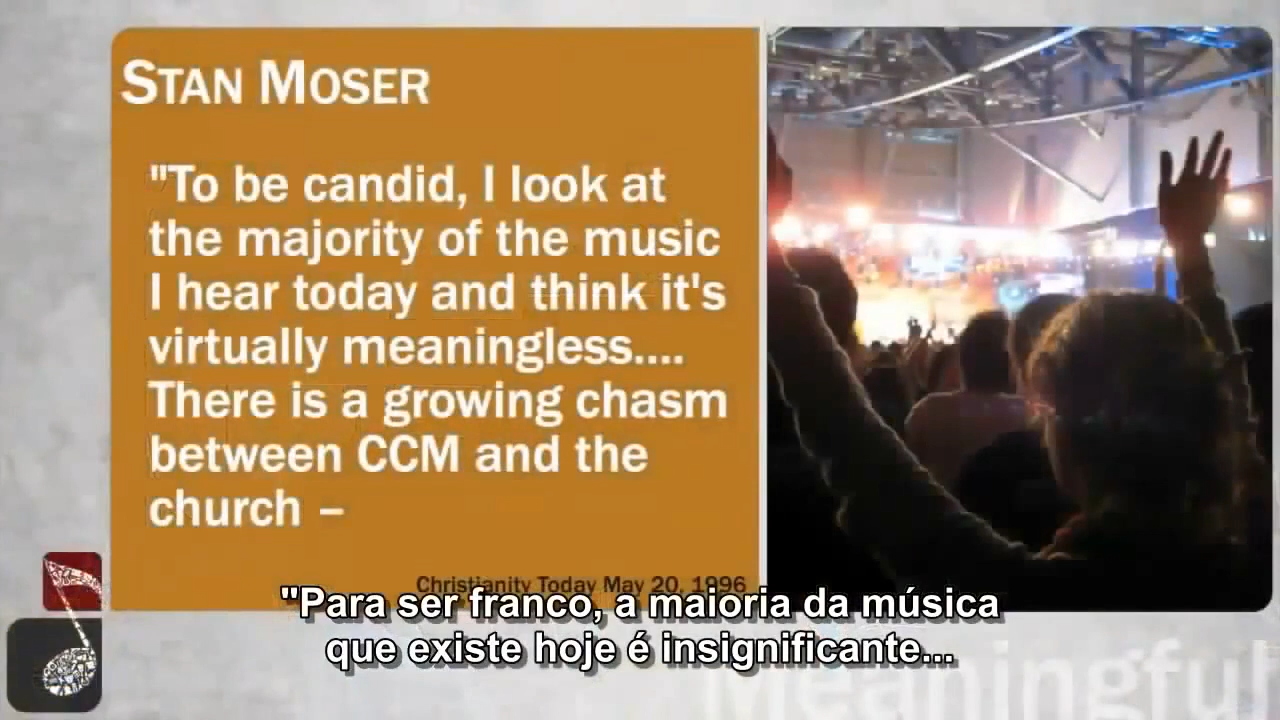 STAN MOSER
"To be candid, I look at
the majority of the music
I hear today and think it's
virtually meaningless....
There is a growing chasm
between CCM and the
church –
Christianity Today May 20, 1996
"Para ser franco, a maioria da música
que existe hoje é insignificante...
Meaningful